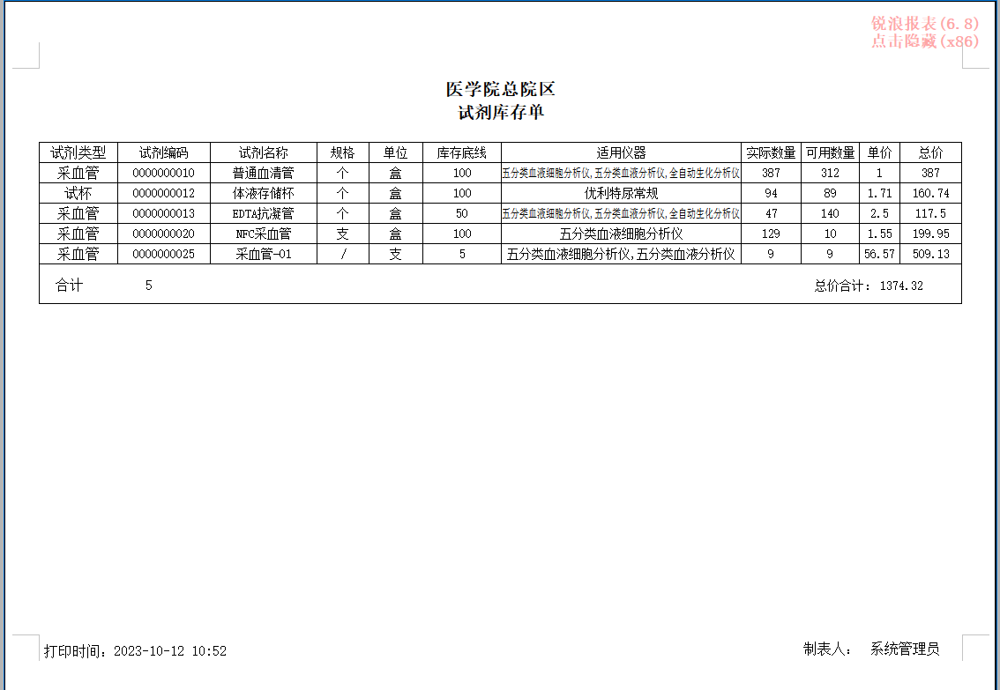 锐浪报表(6.8)
点击隐藏(x86)
医学院总院区
试剂库存单
试剂类型 试剂编码 试剂名称 规格 单位 库存底线 适用仪器 实际数量 可用数量 单价 总价
采血管 0000000010 普通血清管 个 盒 100 五分类血液细胞分析仪,五分类血液分析仪,全自动生化分析仪 387 312 1 387
试杯 0000000012 体液存储杯 个 盒 100 优利特尿常规 94 89 1.71 160.74
采血管 0000000013 EDTA抗凝管 个 盒 50 五分类血液细胞分析仪,五分类血液分析仪,全自动生化分析仪 47 140 2.5 117.5
采血管 0000000020 NFC采血管 支 盒 100 五分类血液细胞分析仪 129 10 1.55 199.95
采血管 0000000025 采血管-01 / 支 5 五分类血液细胞分析仪,五分类血液分析仪 9 9 56.57 509.13
合计 5 总价合计: 1374.32
打印时间: 2023-10-12 10:52 制表人: 系统管理员